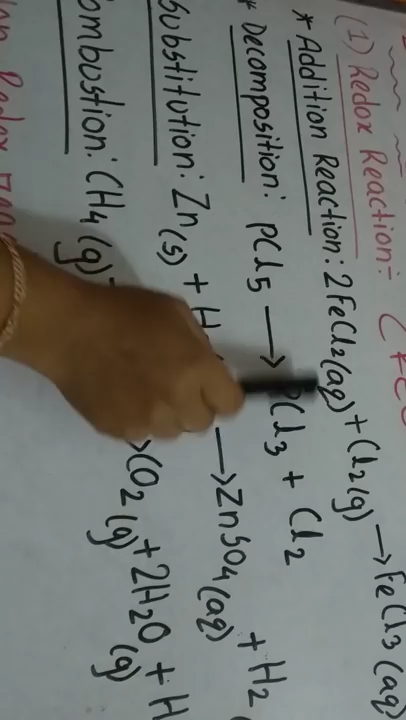 (1) Redox Reaction:-
* Addition Reaction: 2FeCl2(aq) + Cl2(g) → FeCl3(aq)
* Decomposition: PCl5 → PCl3 + Cl2
Substitution: Zn(s) + H → ZnSO4(aq) + H2
ombustion: CH4(g) → CO2(g) + 2H2O(g) + H